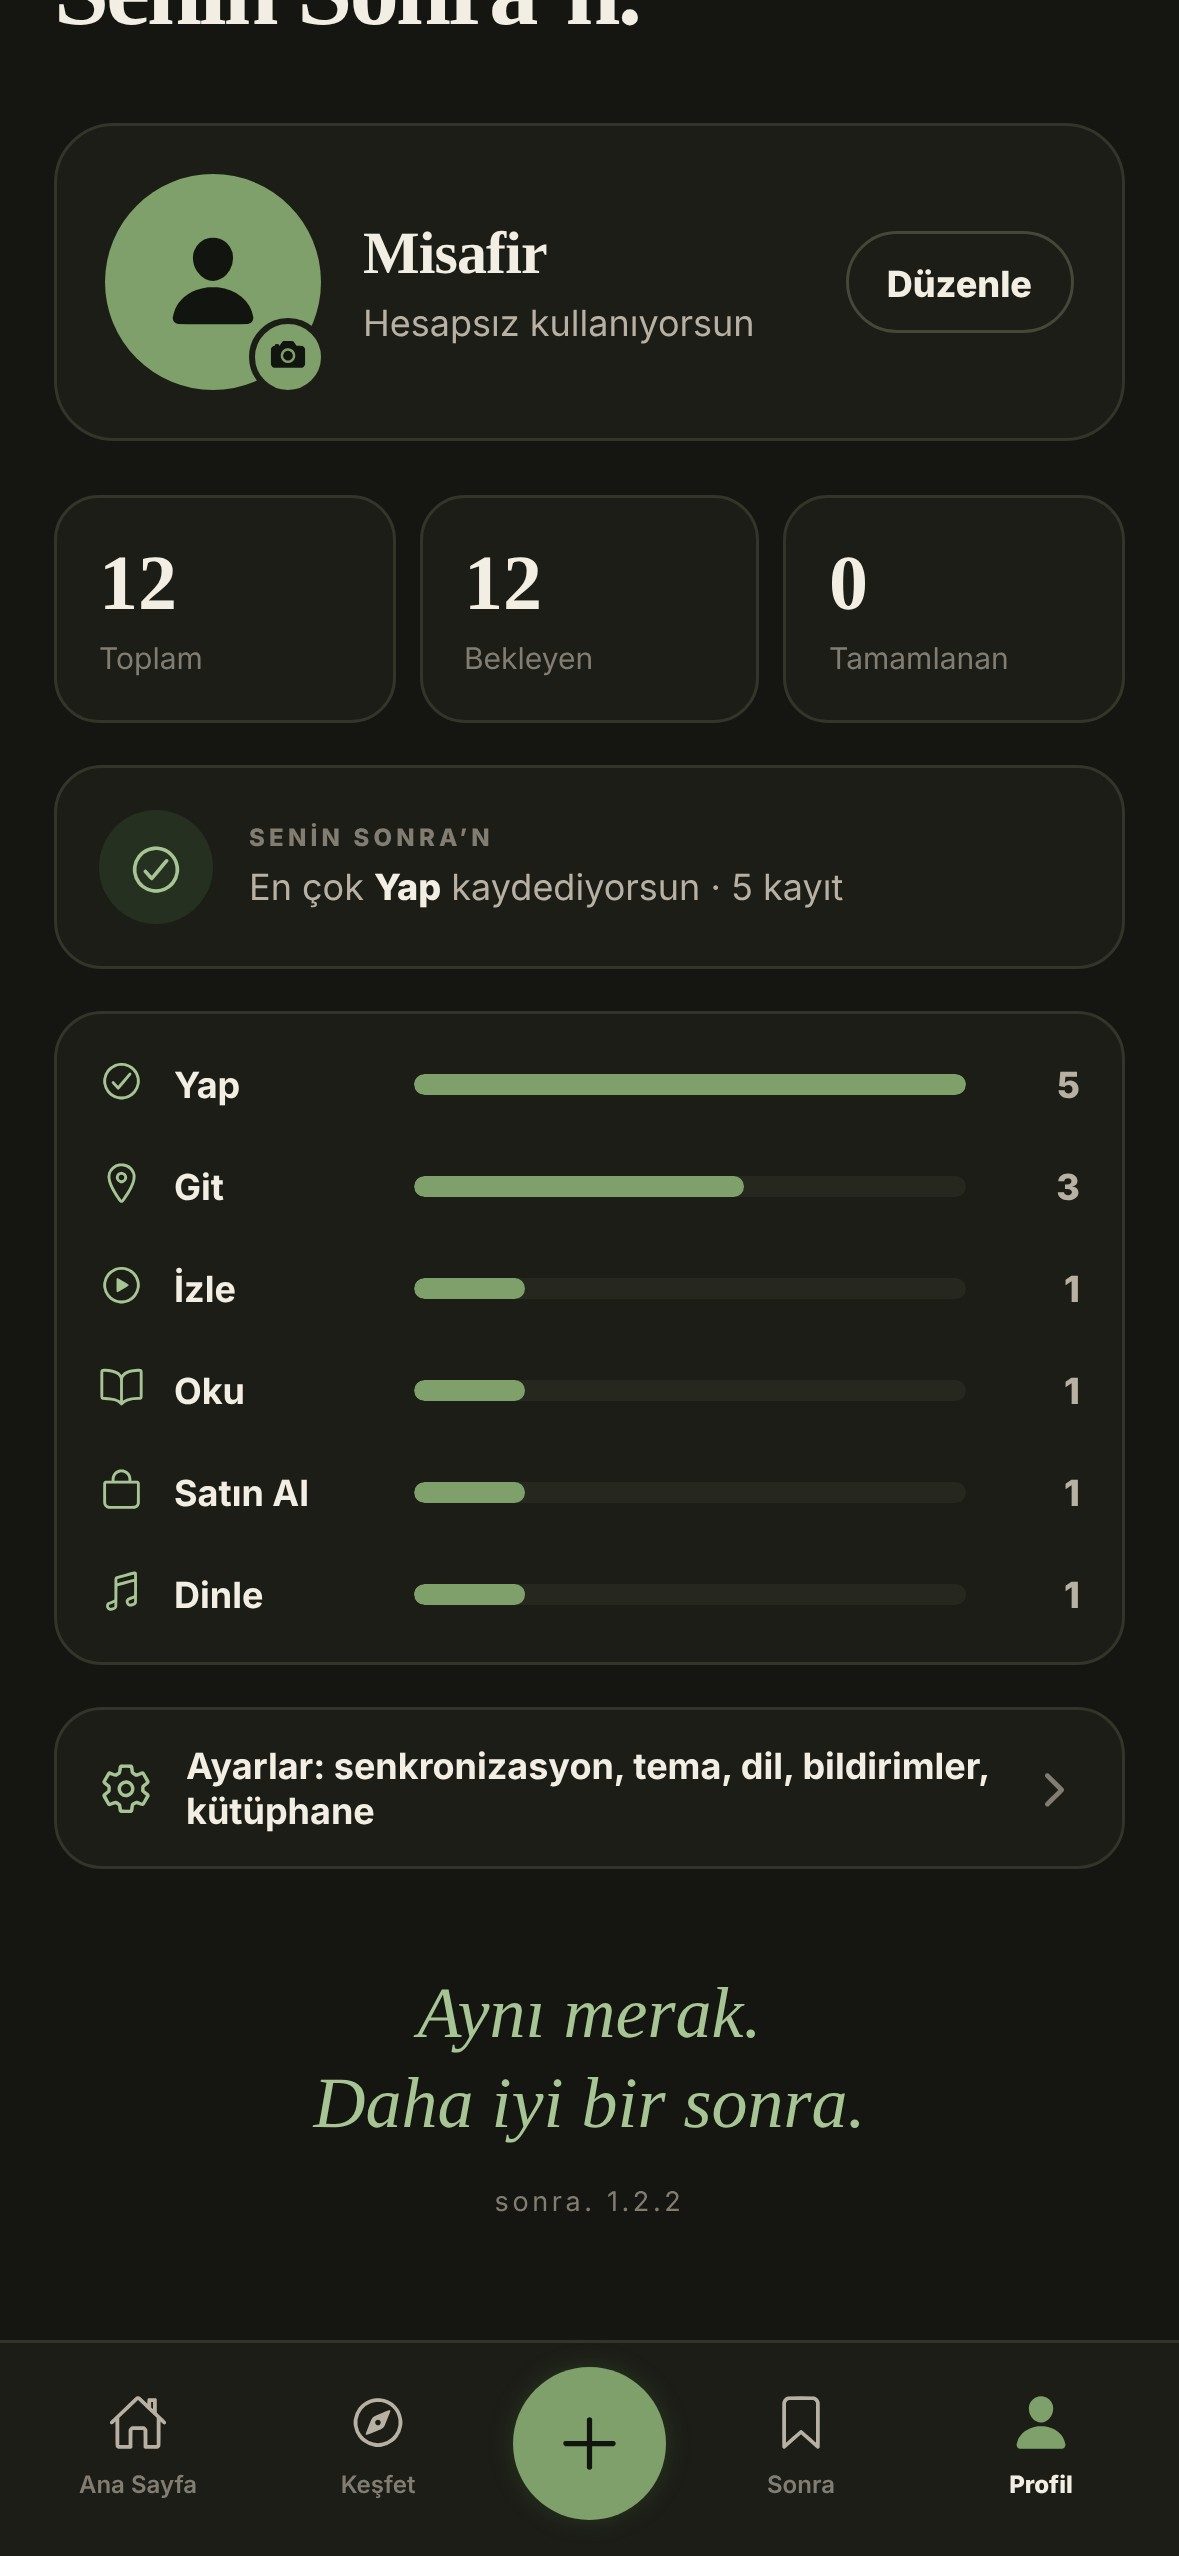 Senin Sonra'n.
Misafir
Hesapsız kullanıyorsun
Düzenle
12
Toplam
12
Bekleyen
0
Tamamlanan
SENİN SONRA’N
En çok Yap kaydediyorsun · 5 kayıt
Yap 5
Git 3
İzle 1
Oku 1
Satın Al 1
Dinle 1
Ayarlar: senkronizasyon, tema, dil, bildirimler,
kütüphane
Aynı merak.
Daha iyi bir sonra.
sonra. 1.2.2
Ana Sayfa
Keşfet
Sonra
Profil